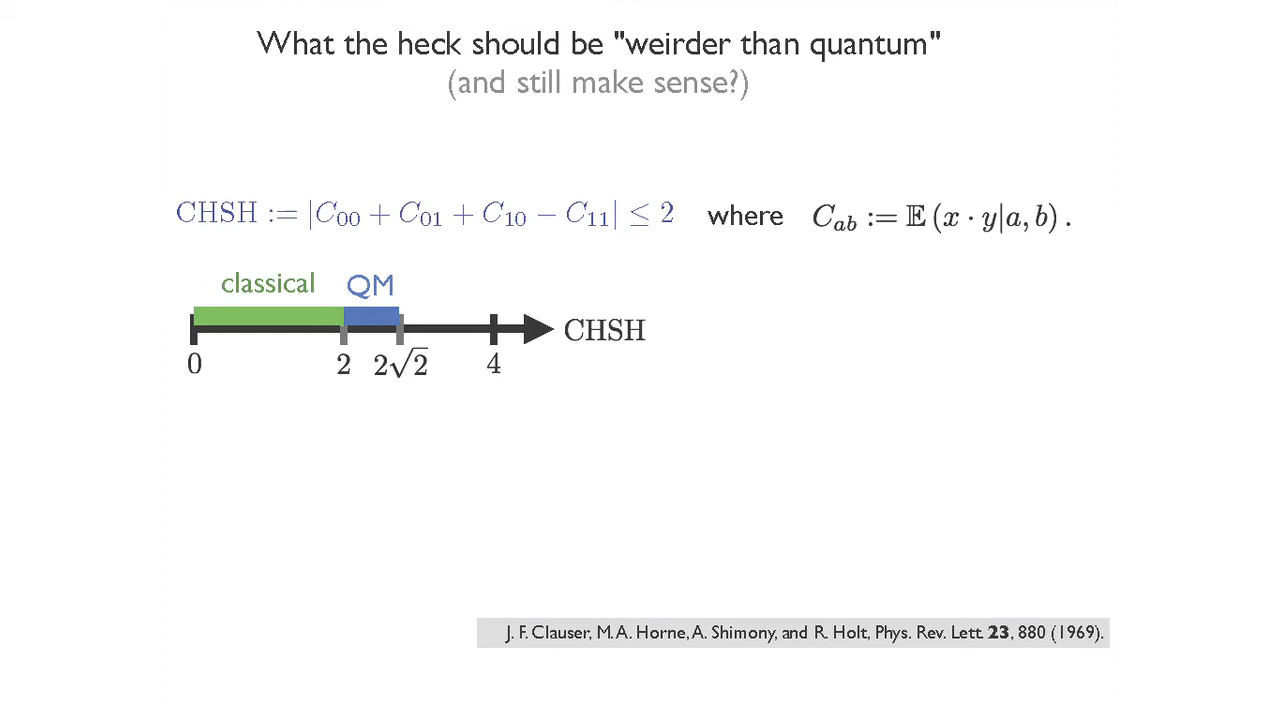 What the heck should be "weirder than quantum"
(and still make sense?)
CHSH := |C₀₀ + C₀₁ + C₁₀ − C₁₁| ≤ 2 where C_ab := 𝔼 (x · y|a, b) .
classical QM
CHSH
0 2 2√2 4
J. F. Clauser, M. A. Horne, A. Shimony, and R. Holt, Phys. Rev. Lett. 23, 880 (1969).